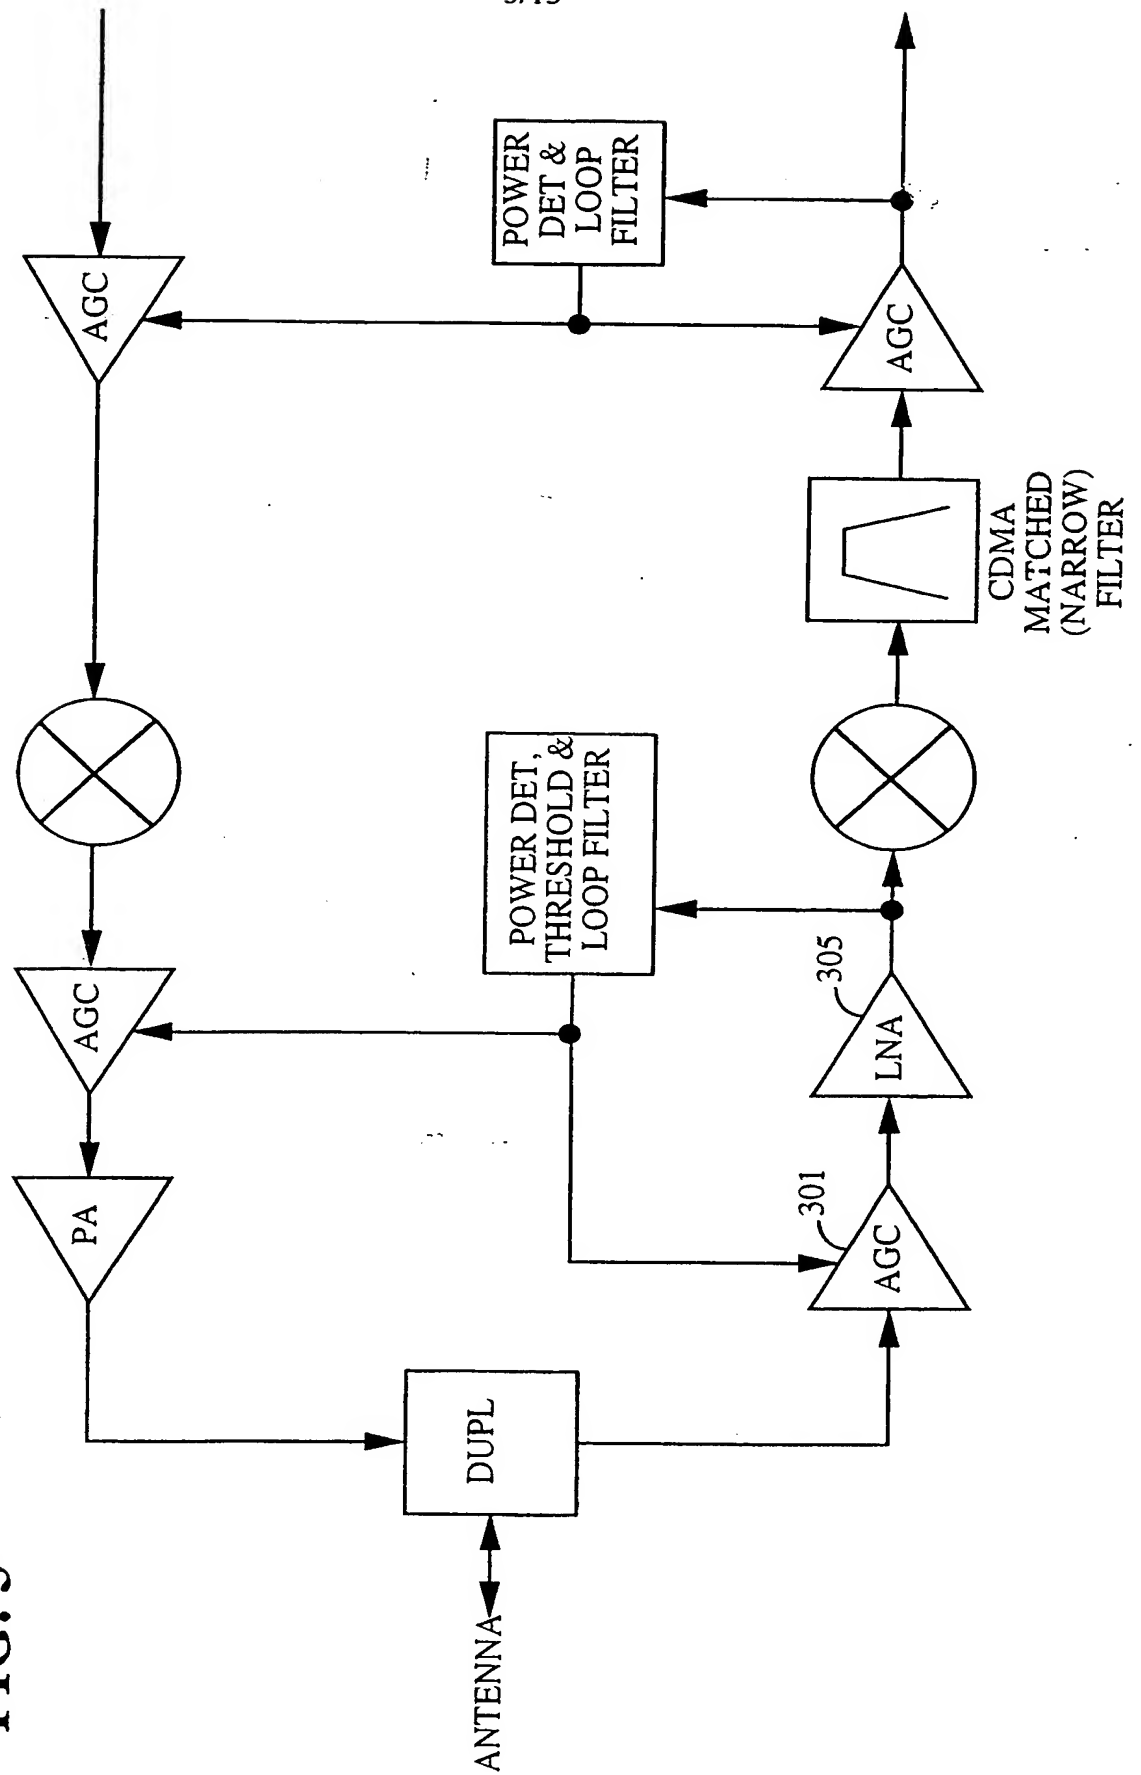 AGC
POWER
DET &
LOOP
FILTER
AGC
CDMA
MATCHED
(NARROW)
FILTER
POWER DET,
THRESHOLD &
LOOP FILTER
AGC
305
LNA
PA
301
AGC
DUPL
ANTENNA